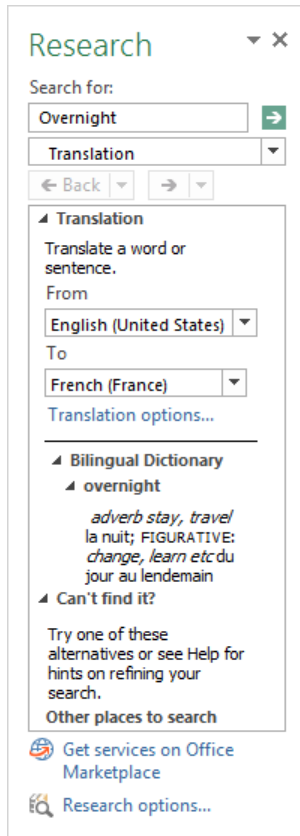 Research
Search for:
Overnight
Translation
Back
Translation
Translate a word or
sentence.
From
English (United States)
To
French (France)
Translation options...
Bilingual Dictionary
overnight
adverb stay, travel
la nuit; FIGURATIVE:
change, learn etc du
jour au lendemain
Can't find it?
Try one of these
alternatives or see Help for
hints on refining your
search.
Other places to search
Get services on Office
Marketplace
Research options...